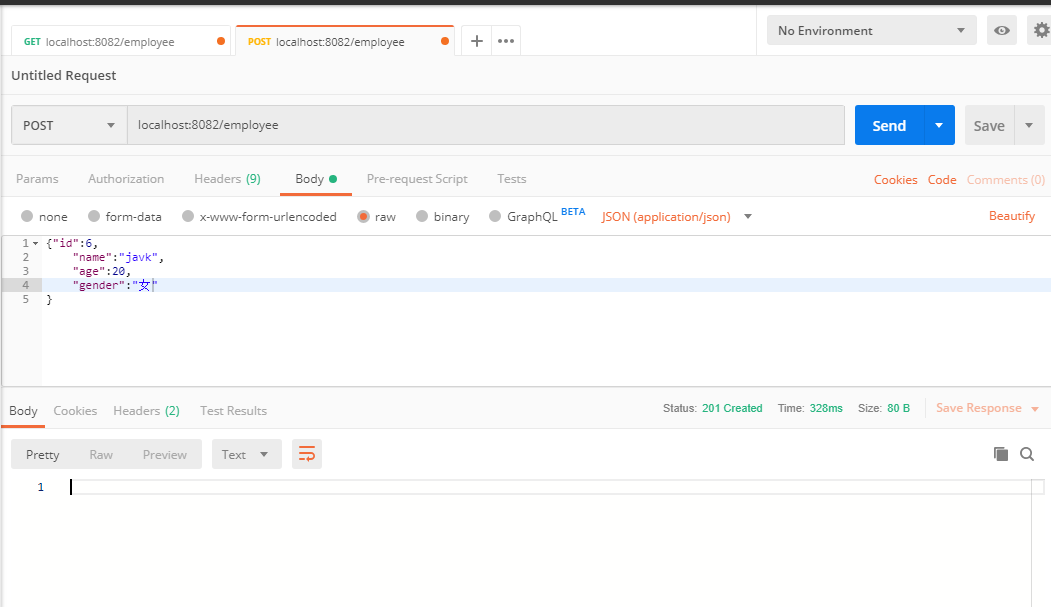 GET localhost:8082/employee POST localhost:8082/employee No Environment
Untitled Request
POST localhost:8082/employee Send Save
Params Authorization Headers (9) Body Pre-request Script Tests Cookies Code Comments (0)
none form-data x-www-form-urlencoded raw binary GraphQL BETA JSON (application/json) Beautify
1 {"id":6,
2 "name":"javk",
3 "age":20,
4 "gender":"女"
5 }
Body Cookies Headers (2) Test Results Status: 201 Created Time: 328ms Size: 80 B Save Response
Pretty Raw Preview Text
1